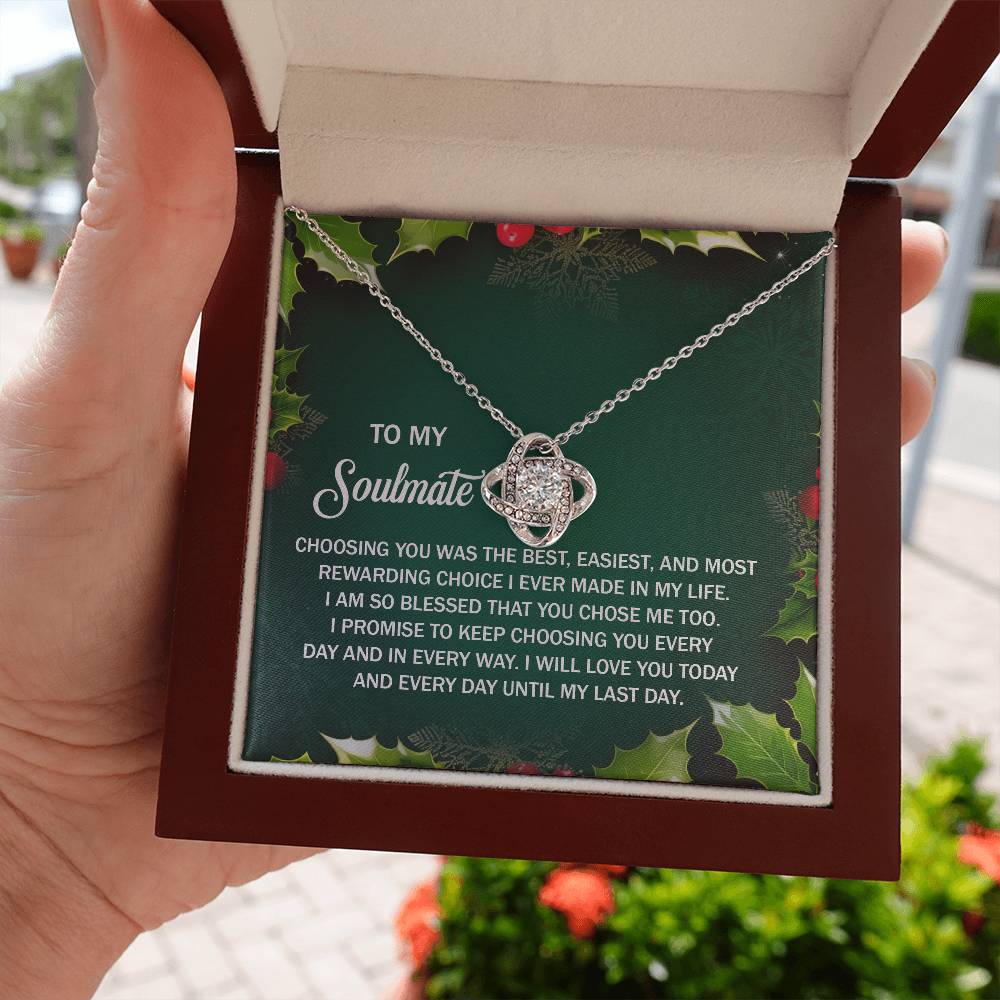 TO MY
Soulmate
CHOOSING YOU WAS THE BEST, EASIEST, AND MOST
REWARDING CHOICE I EVER MADE IN MY LIFE.
I AM SO BLESSED THAT YOU CHOSE ME TOO.
I PROMISE TO KEEP CHOOSING YOU EVERY
DAY AND IN EVERY WAY. I WILL LOVE YOU TODAY
AND EVERY DAY UNTIL MY LAST DAY.